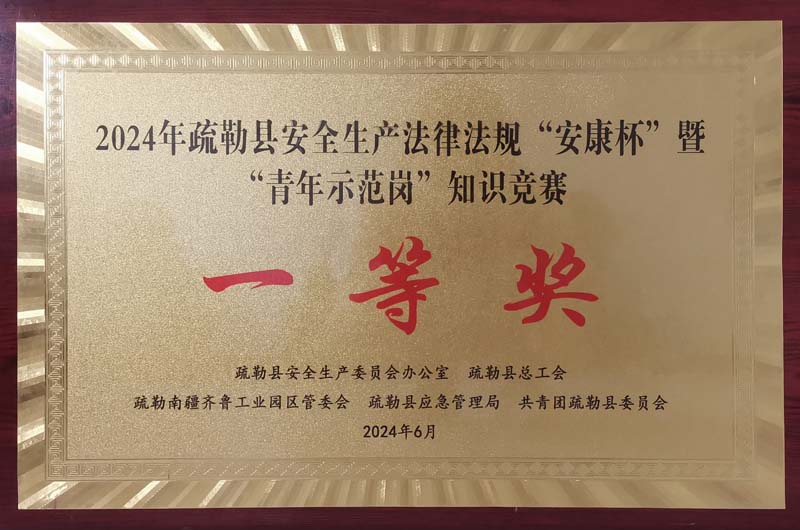 2024年疏勒县安全生产法律法规“安康杯”暨
“青年示范岗”知识竞赛
一等奖
疏勒县安全生产委员会办公室 疏勒县总工会
疏勒南疆齐鲁工业园区管委会 疏勒县应急管理局 共青团疏勒县委员会
2024年6月